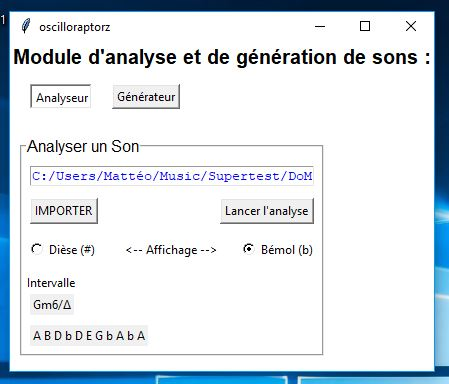 1
oscilloraptorz
Module d'analyse et de génération de sons :
Analyseur Générateur
Analyser un Son
C:/Users/Mattéo/Music/Supertest/DoM
IMPORTER Lancer l'analyse
Dièse (#) <-- Affichage --> Bémol (b)
Intervalle
Gm6/Δ
A B D b D E G b A b A